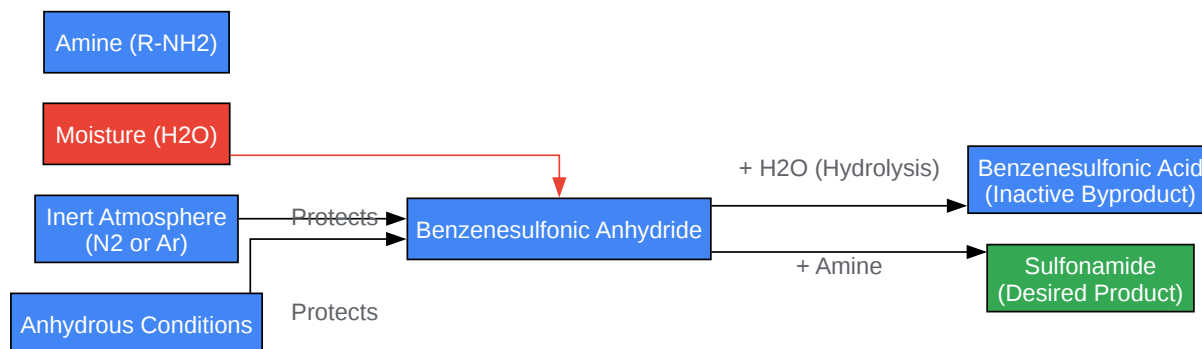 Amine (R-NH2)
Moisture (H2O)
+ H2O (Hydrolysis)
Benzenesulfonic Acid
(Inactive Byproduct)
Inert Atmosphere
(N2 or Ar)
Protects
Benzenesulfonic Anhydride
+ Amine
Sulfonamide
(Desired Product)
Anhydrous Conditions
Protects